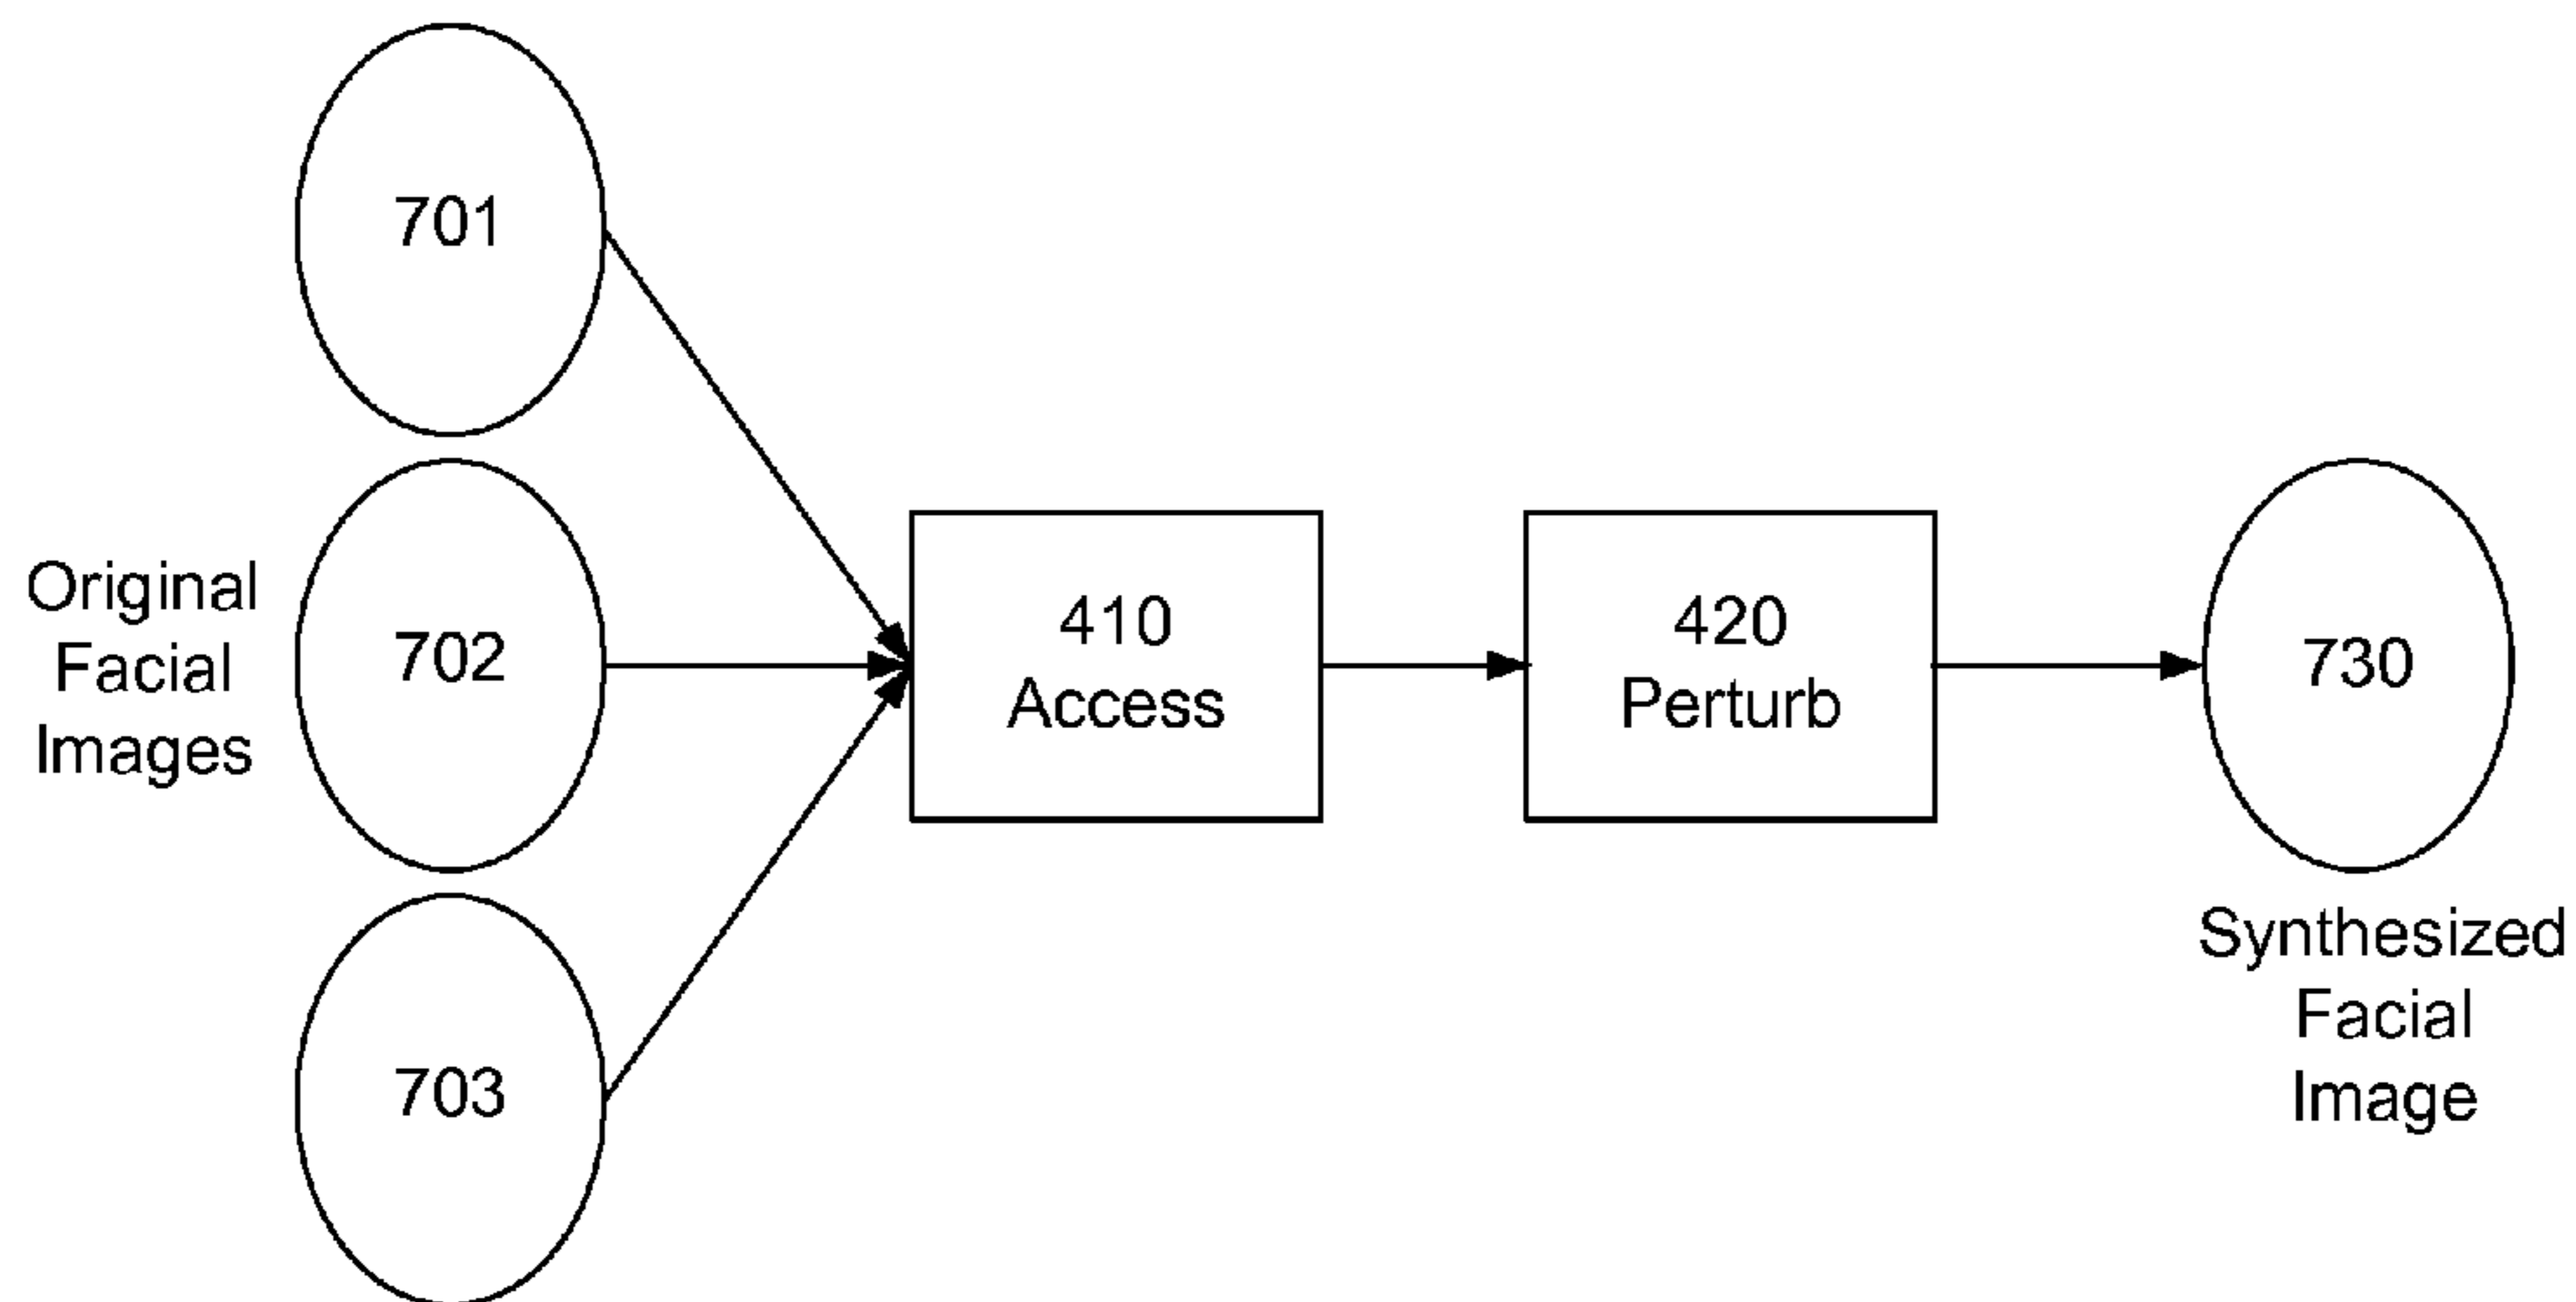 701
Original
Facial
Images
702
703
410
Access
420
Perturb
730
Synthesized
Facial
Image